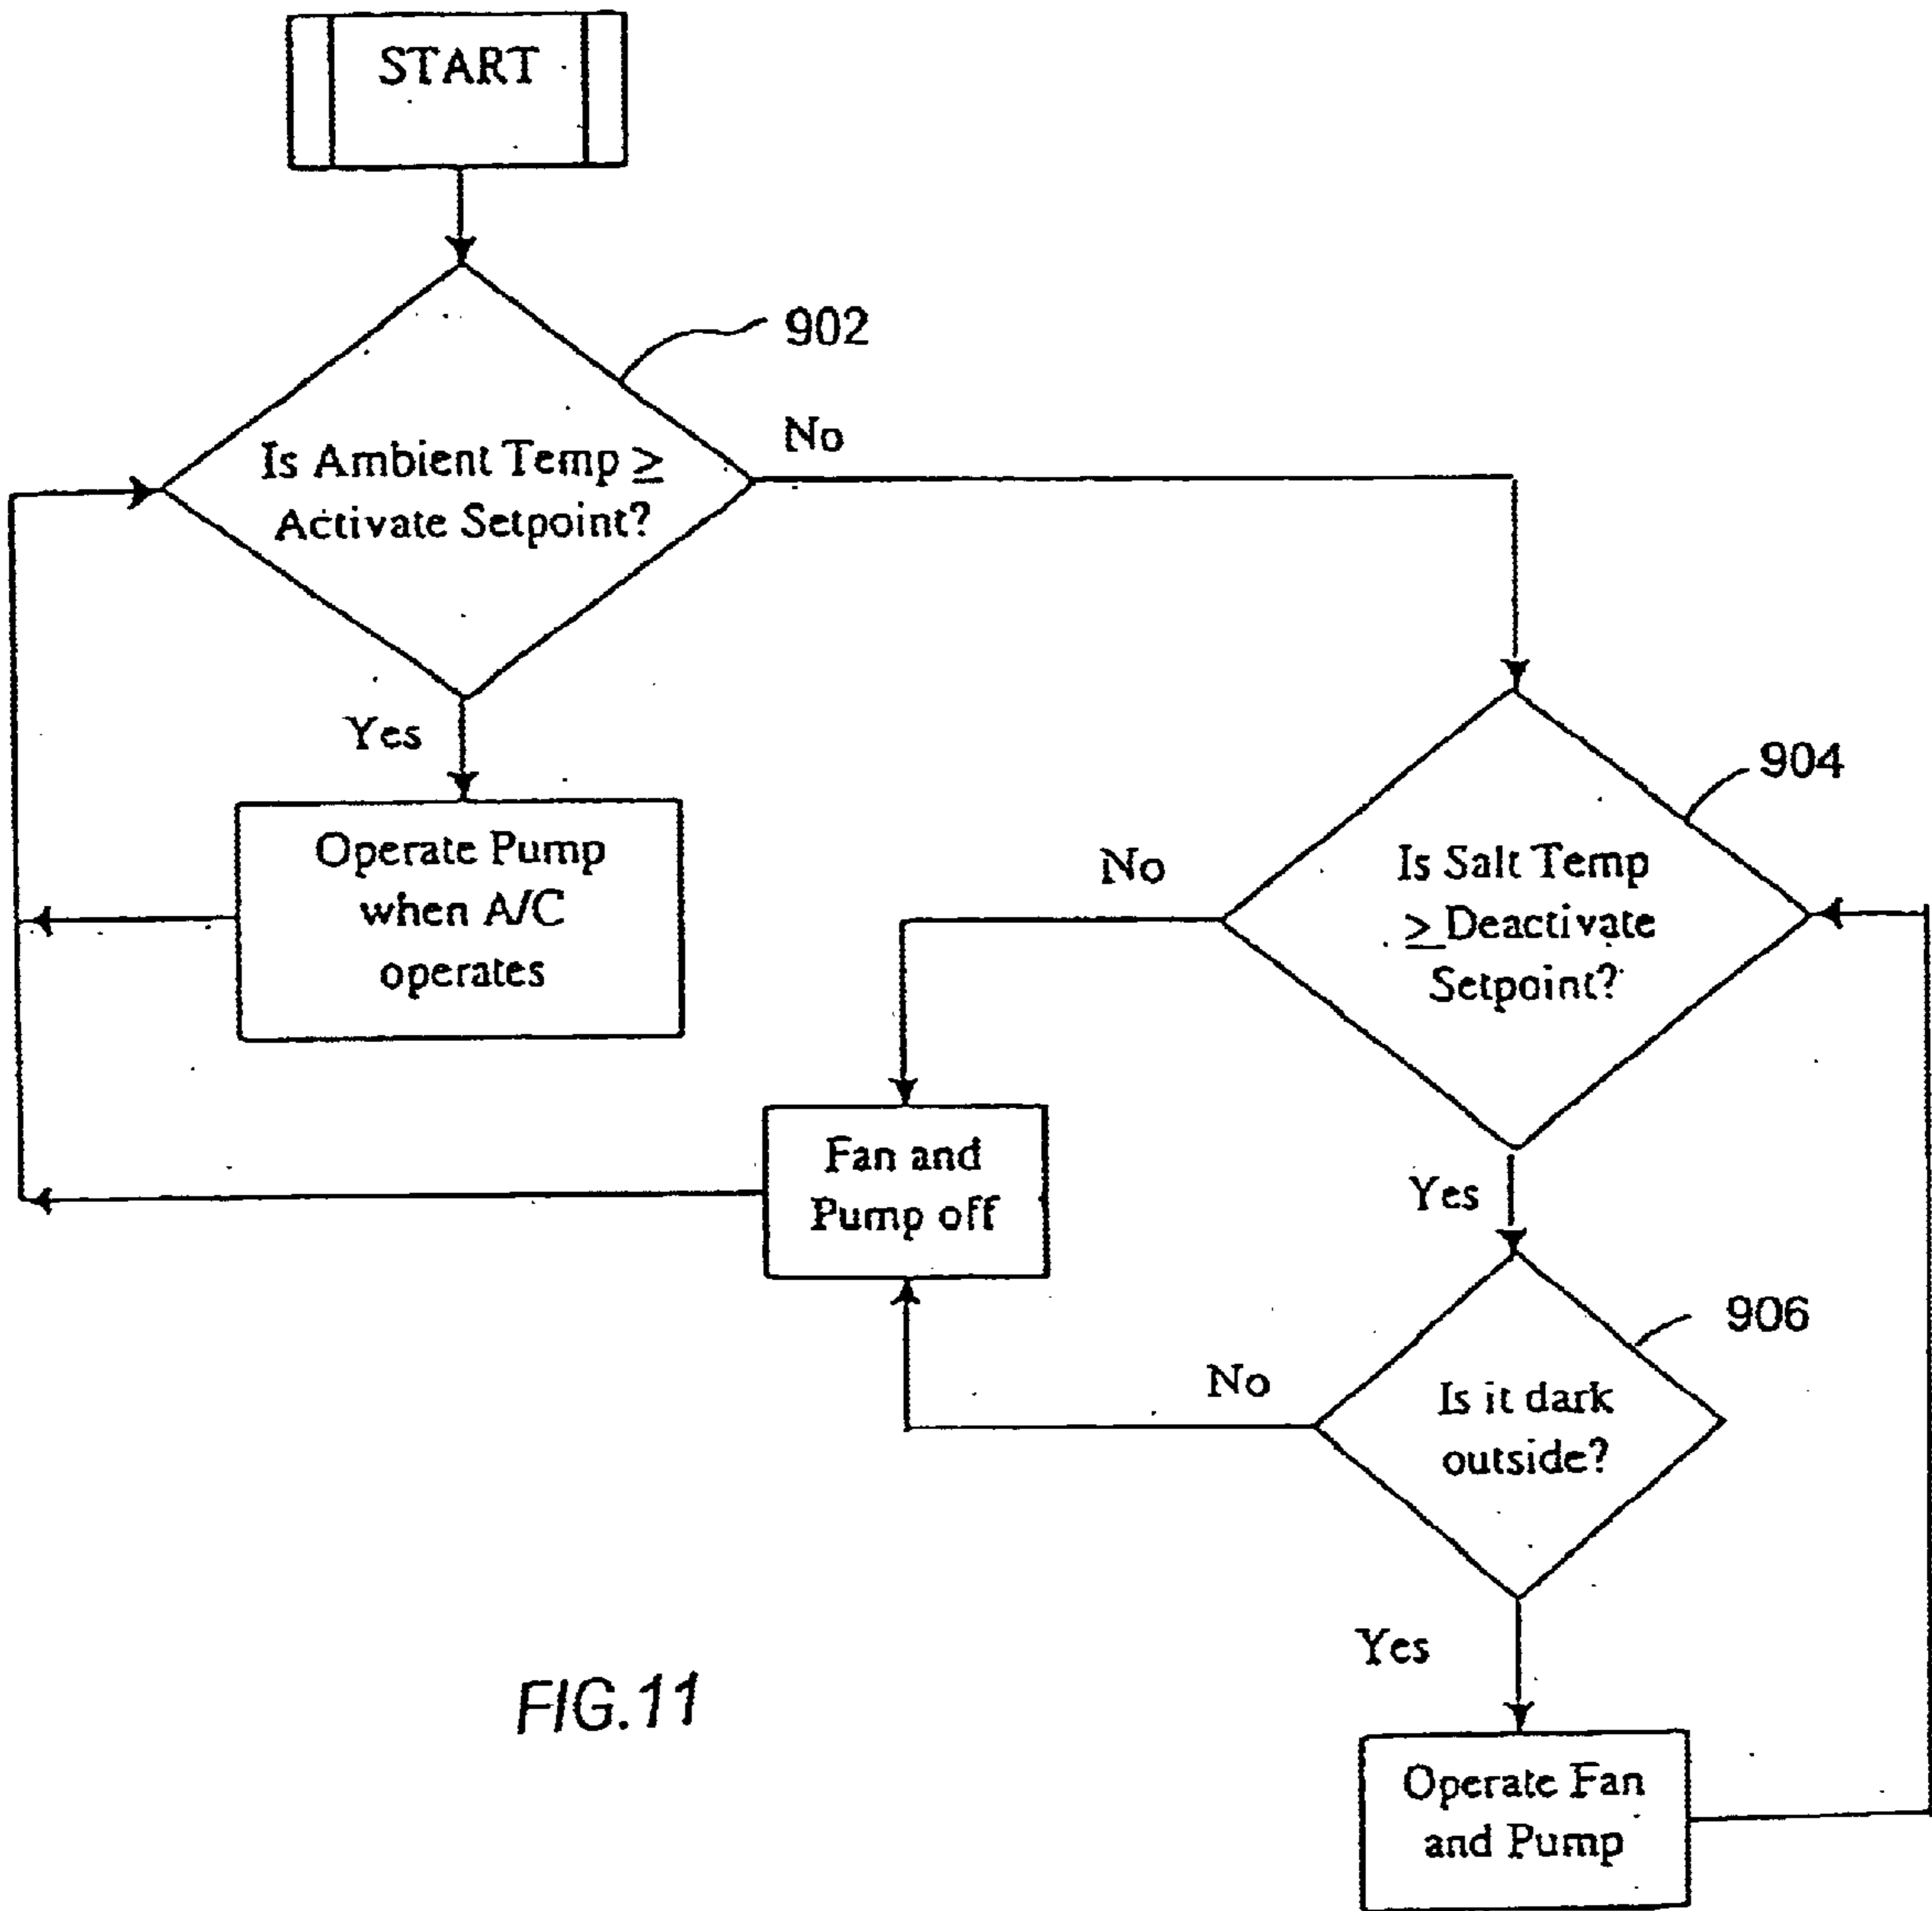 START
902
Is Ambient Temp ≥
Activate Setpoint?
No
Yes
Operate Pump
when A/C
operates
904
Is Salt Temp
≥ Deactivate
Setpoint?
No
Yes
Fan and
Pump off
906
Is it dark
outside?
No
Yes
Operate Fan
and Pump
FIG.11